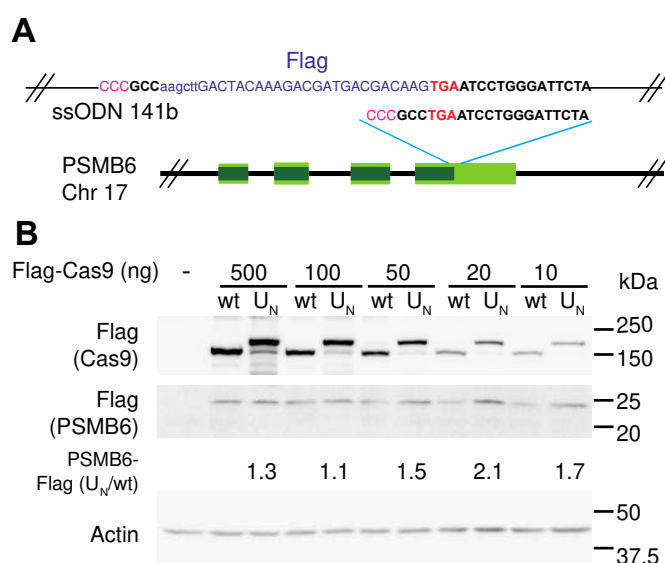 A
Flag
CCCGCCaagcttGACTACAAAGACGATGACGACAAGTGAATCCTGGGATTCTA
ssODN 141b
CCCGCCTGAATCCTGGGATTCTA
PSMB6
Chr 17
B
Flag-Cas9 (ng) - 500 100 50 20 10 kDa
wt UN wt UN wt UN wt UN wt UN
Flag
(Cas9)
250
150
Flag
(PSMB6)
25
20
PSMB6-
Flag (UN/wt) 1.3 1.1 1.5 2.1 1.7
Actin
50
37.5